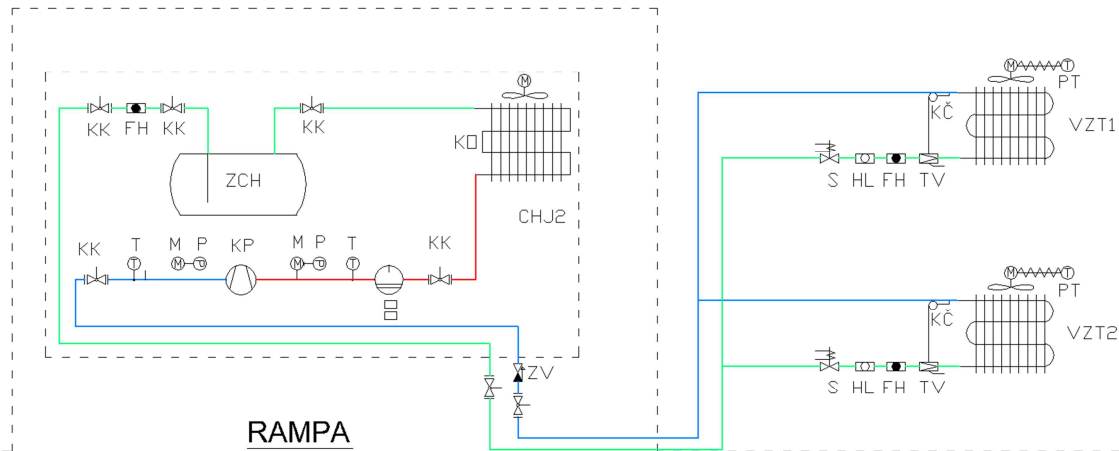 M
M T
PT
KK FH KK KK
KČ
VZT1
K
ZCH
S HL FH TV
CHJ2
KK T M P KP M P T KK
M P M P
T T
M T
PT
KČ
VZT2
ZV
S HL FH TV
RAMPA